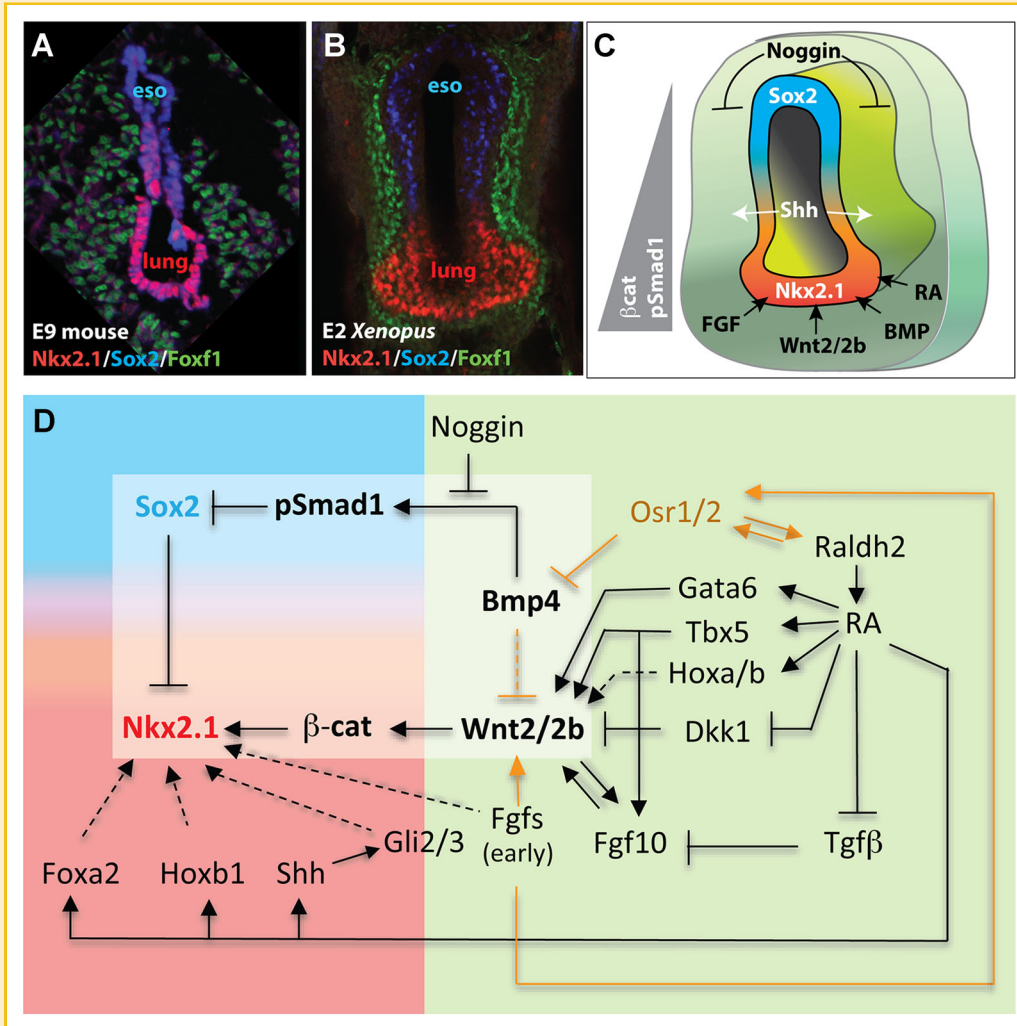 A
eso
lung
E9 mouse
Nkx2.1/Sox2/Foxf1
B
eso
lung
E2 Xenopus
Nkx2.1/Sox2/Foxf1
C
Noggin
Sox2
Shh
Nkx2.1
RA
FGF
BMP
Wnt2/2b
βcat
pSmad1
D
Noggin
Sox2
pSmad1
Osr1/2
Raldh2
Bmp4
Gata6
RA
Tbx5
Hoxa/b
Nkx2.1
β-cat
Wnt2/2b
Dkk1
Fgfs
(early)
Gli2/3
Fgf10
Tgfβ
Foxa2
Hoxb1
Shh